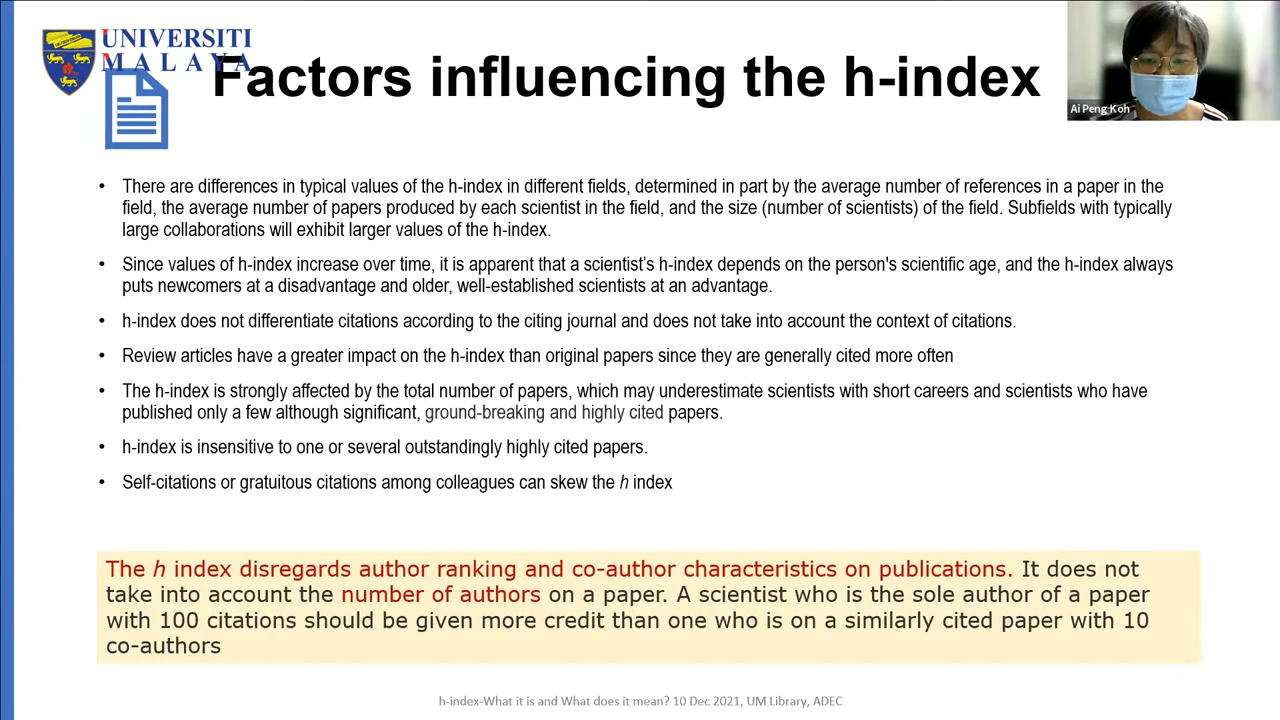 UNIVERSITI
MALAYA
Factors influencing the h-index
Ai Peng Koh
• There are differences in typical values of the h-index in different fields, determined in part by the average number of references in a paper in the
field, the average number of papers produced by each scientist in the field, and the size (number of scientists) of the field. Subfields with typically
large collaborations will exhibit larger values of the h-index.
• Since values of h-index increase over time, it is apparent that a scientist’s h-index depends on the person's scientific age, and the h-index always
puts newcomers at a disadvantage and older, well-established scientists at an advantage.
• h-index does not differentiate citations according to the citing journal and does not take into account the context of citations.
• Review articles have a greater impact on the h-index than original papers since they are generally cited more often
• The h-index is strongly affected by the total number of papers, which may underestimate scientists with short careers and scientists who have
published only a few although significant, ground-breaking and highly cited papers.
• h-index is insensitive to one or several outstandingly highly cited papers.
• Self-citations or gratuitous citations among colleagues can skew the h index
The h index disregards author ranking and co-author characteristics on publications. It does not
take into account the number of authors on a paper. A scientist who is the sole author of a paper
with 100 citations should be given more credit than one who is on a similarly cited paper with 10
co-authors
h-index-What it is and What does it mean? 10 Dec 2021, UM Library, ADEC